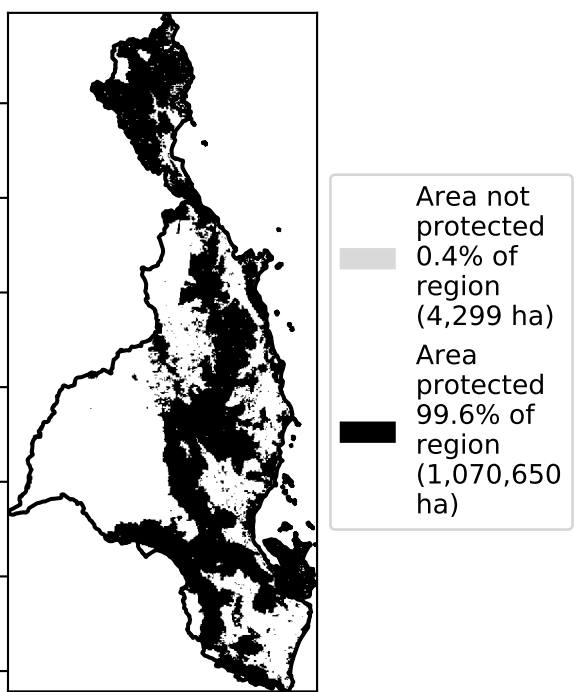 Area not
protected
0.4% of
region
(4,299 ha)
Area
protected
99.6% of
region
(1,070,650
ha)